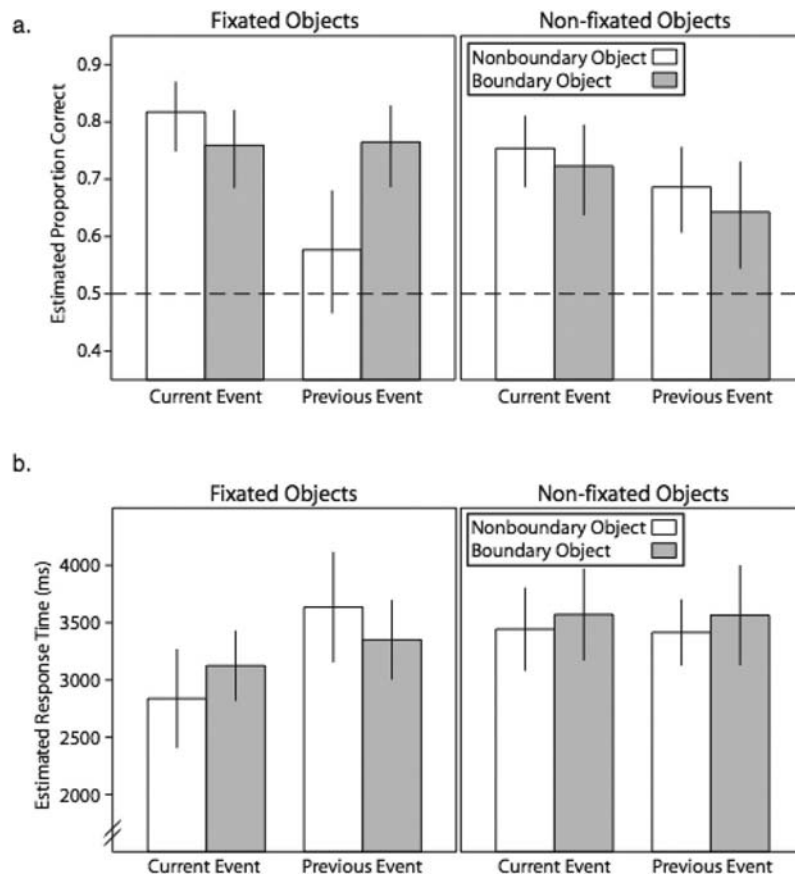 a.
Fixated Objects Non-fixated Objects
Estimated Proportion Correct
0.9
0.8
0.7
0.6
0.5
0.4
Nonboundary Object
Boundary Object
Current Event Previous Event Current Event Previous Event
b.
Fixated Objects Non-fixated Objects
Estimated Response Time (ms)
4000
3500
3000
2500
2000
Nonboundary Object
Boundary Object
Current Event Previous Event Current Event Previous Event